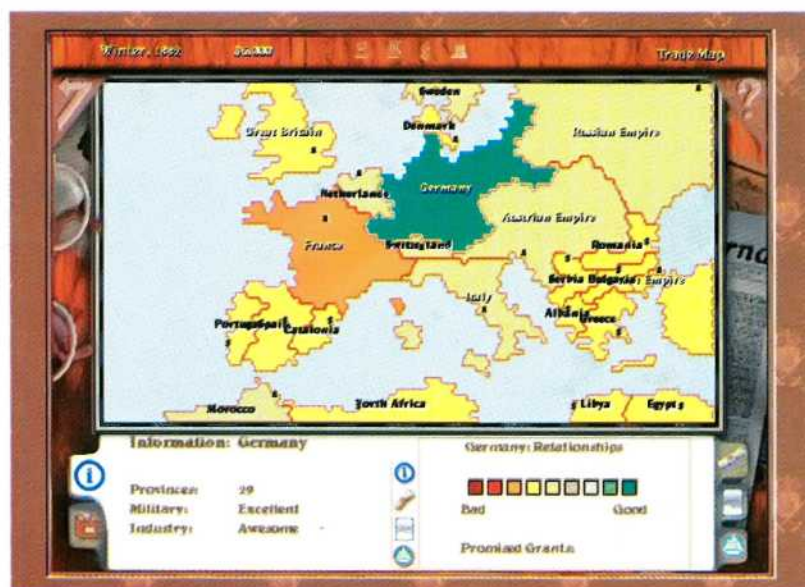 Winter, 1882
Trade Map
Sweden
Great Britain
Denmark
Russian Empire
Netherlands
Germany
Austrian Empire
France
Switzerland
Romania
Italy
Serbia Bulgaria Empire
Portugal Spain
Catalonia
Albania
Greece
Morocco
North Africa
Libya
Egypt
Information: Germany
Provinces: 29
Military: Excellent
Industry: Awesome
Germany: Relationships
Bad Good
Promised Grants